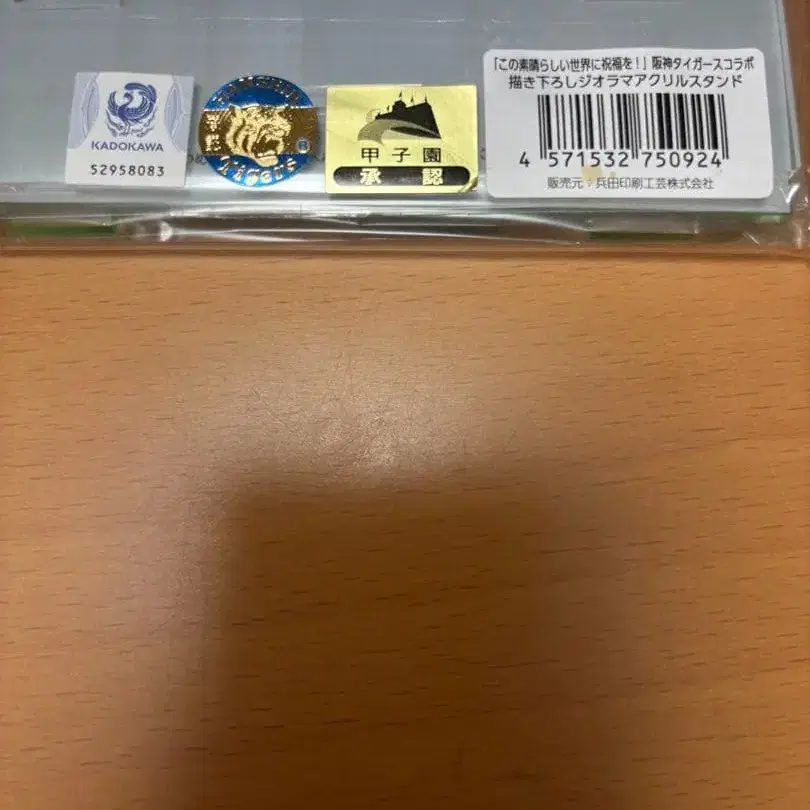 KADOKAWA
52958083
Tigers
甲子園
承認
「この素晴らしい世界に祝福を！」阪神タイガースコラボ
描き下ろしジオラマアクリルスタンド
4 571532 750924
販売元：兵田印刷工芸株式会社